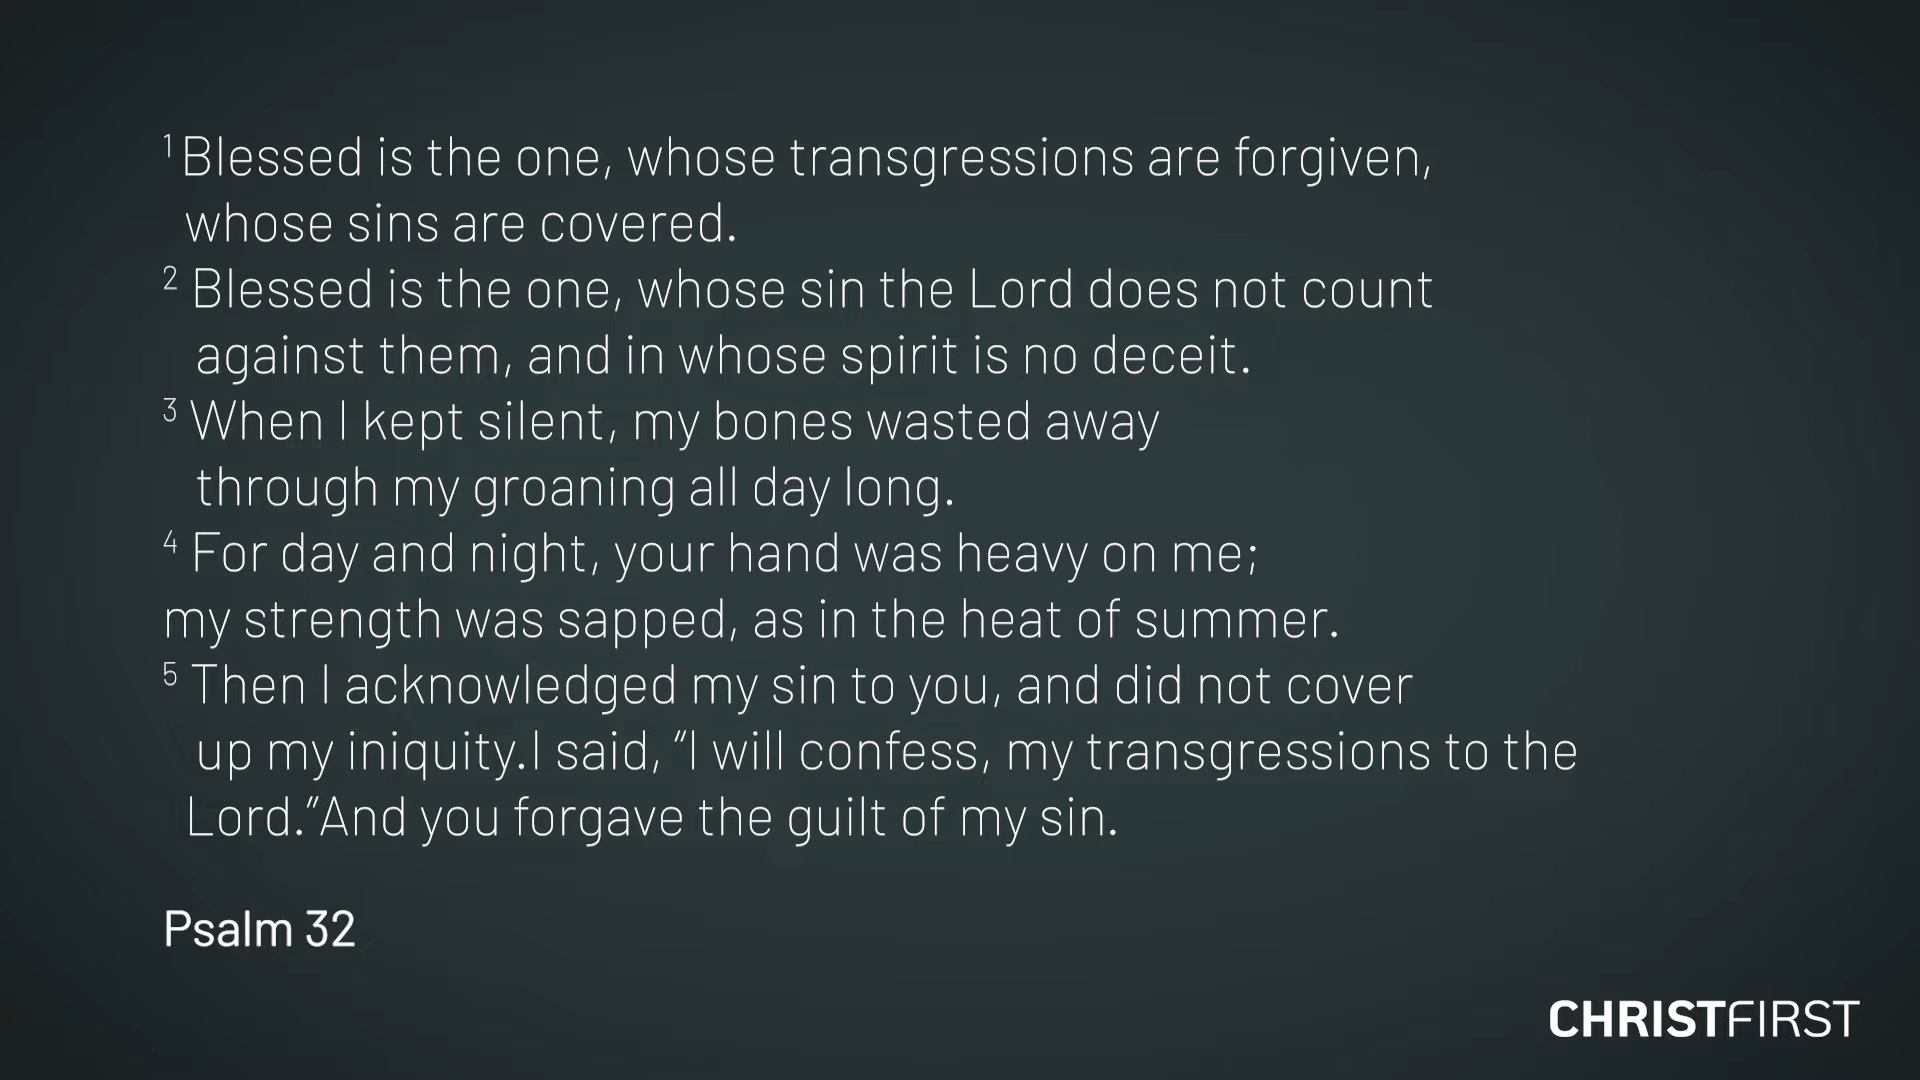 1 Blessed is the one, whose transgressions are forgiven,
whose sins are covered.
2 Blessed is the one, whose sin the Lord does not count
against them, and in whose spirit is no deceit.
3 When I kept silent, my bones wasted away
through my groaning all day long.
4 For day and night, your hand was heavy on me;
my strength was sapped, as in the heat of summer.
5 Then I acknowledged my sin to you, and did not cover
up my iniquity.I said, “I will confess, my transgressions to the
Lord.”And you forgave the guilt of my sin.
Psalm 32
CHRISTFIRST